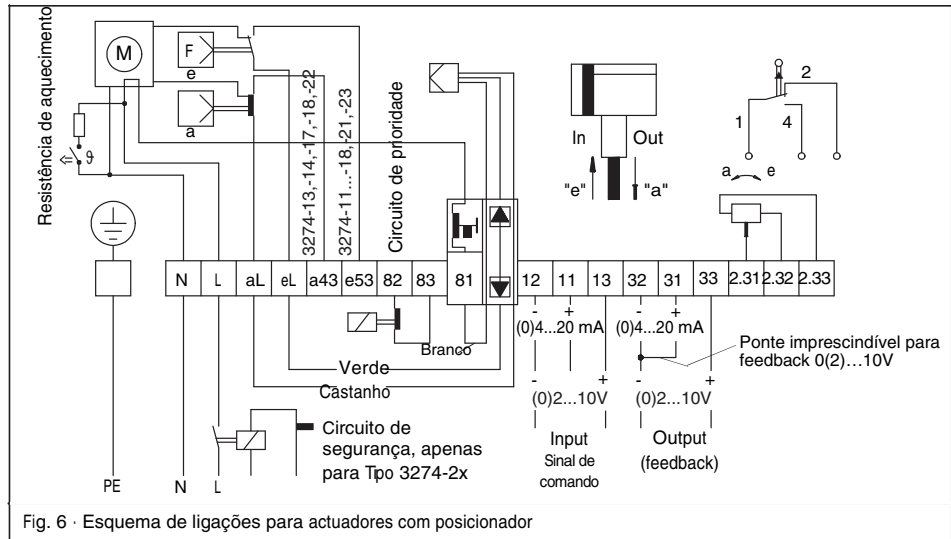 Resistência de aquecimento
M
F
e
a
ϑ
3274-13,-14,-17,-18,-22
3274-11...-18,-21,-23
Circuito de prioridade
In Out
"e" "a"
2
1 4
a e
N L aL eL a43 e53 82 83 81 12 11 13 32 31 33 2.31 2.32 2.33
- + - +
(0)4...20 mA (0)4...20 mA
Branco
Verde
Castanho
Ponte imprescindível para
feedback 0(2)...10V
- + - +
(0)2...10V (0)2...10V
Input
Sinal de
comando
Output
(feedback)
Circuito de
segurança, apenas
para Tipo 3274-2x
PE N L
Fig. 6 · Esquema de ligações para actuadores com posicionador